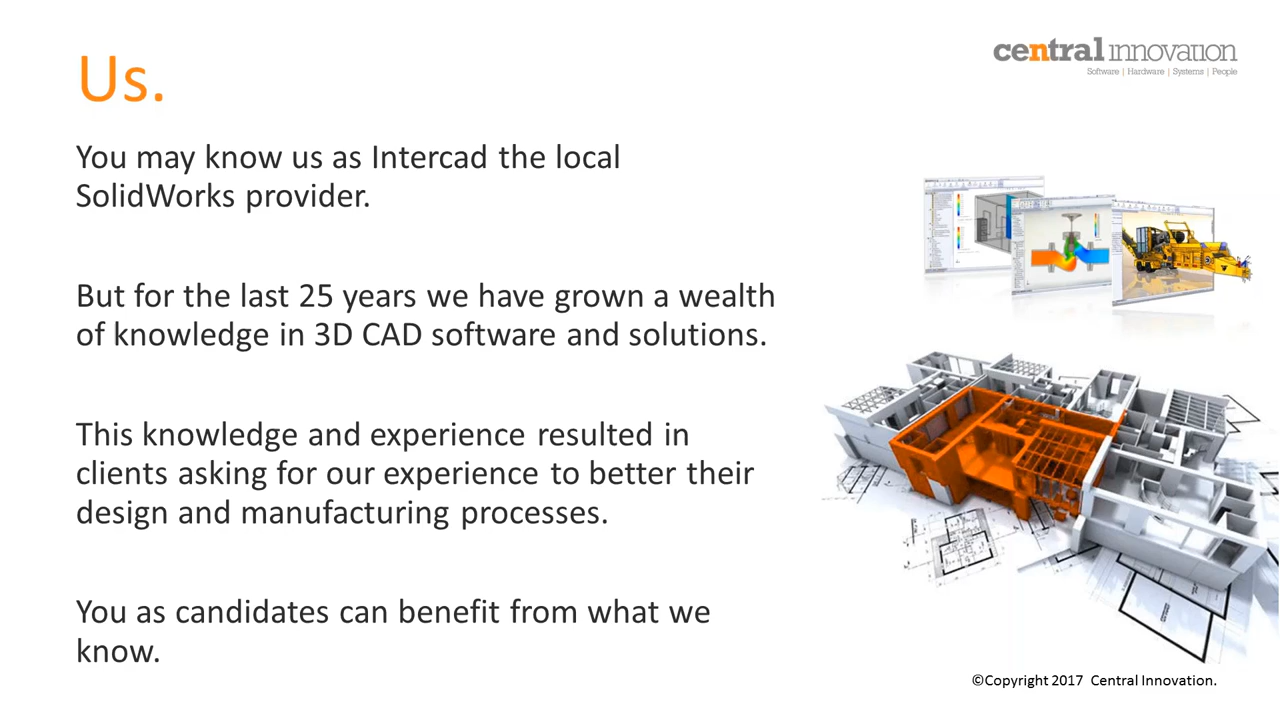 Us.
central innovation
Software | Hardware | Systems | People
You may know us as Intercad the local
SolidWorks provider.
But for the last 25 years we have grown a wealth
of knowledge in 3D CAD software and solutions.
This knowledge and experience resulted in
clients asking for our experience to better their
design and manufacturing processes.
You as candidates can benefit from what we
know.
©Copyright 2017 Central Innovation.